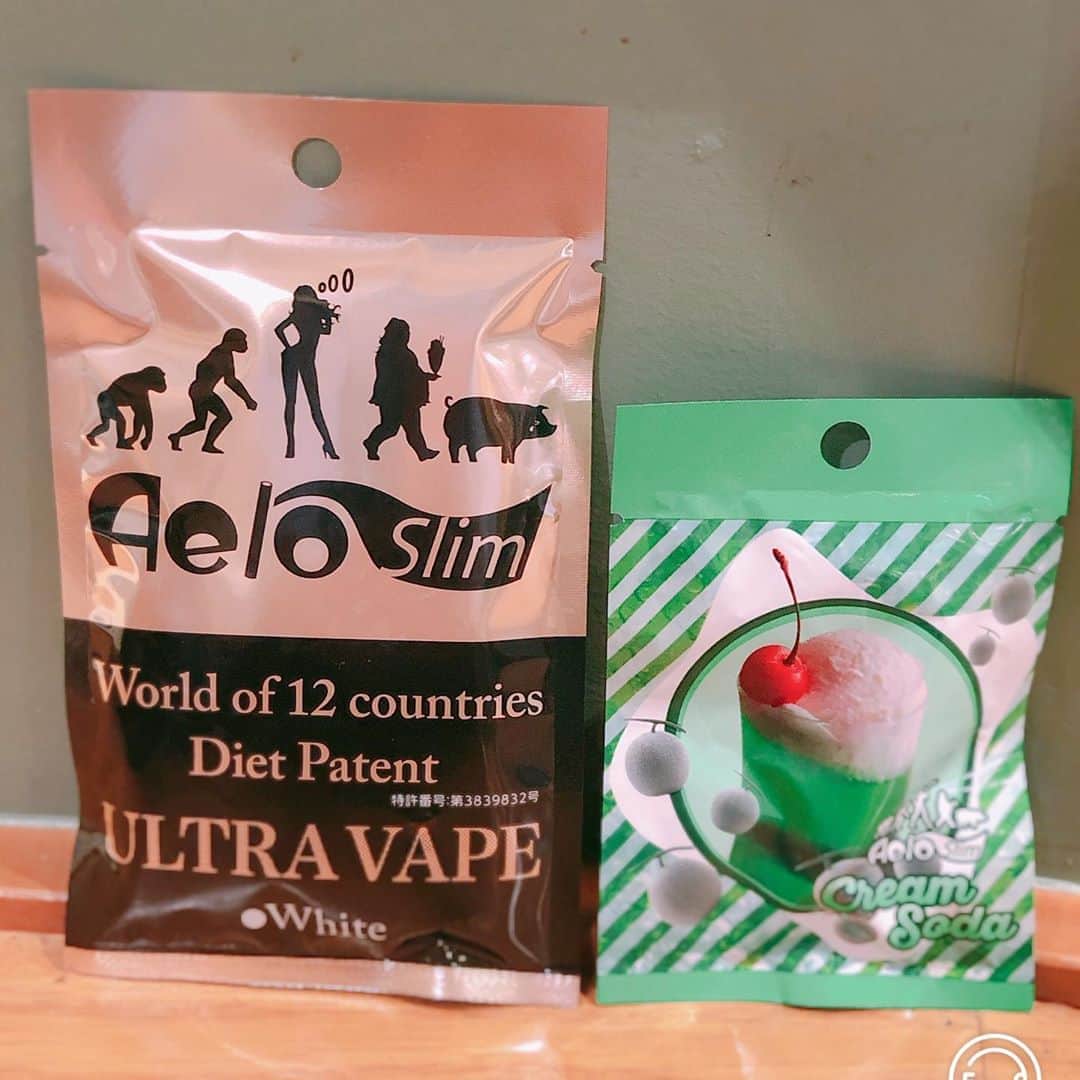 Aelo Slim
World of 12 countries
Diet Patent
特許番号:第3839832号
ULTRA VAPE
White
Aelo Slim
Cream
Soda